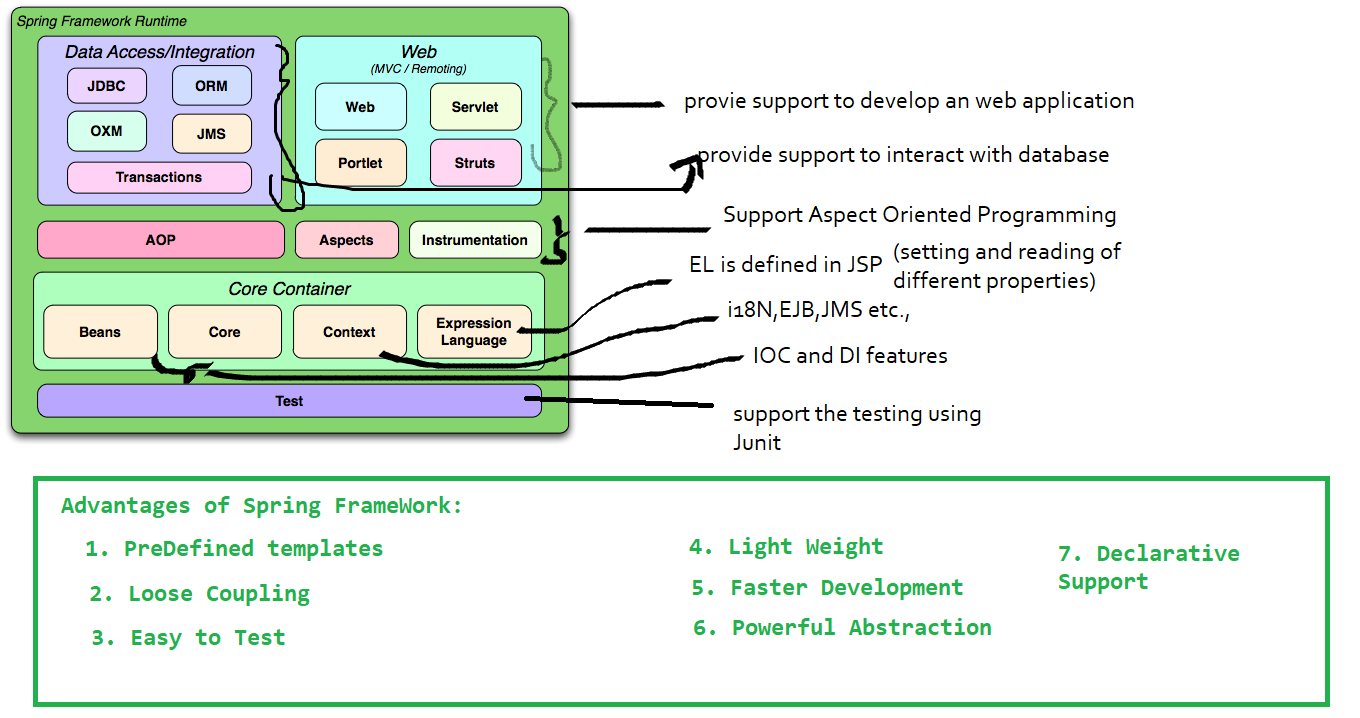 Spring Framework Runtime
Data Access/Integration
JDBC
ORM
OXM
JMS
Transactions
Web
(MVC / Remoting)
Web
Servlet
Portlet
Struts
provie support to develop an web application
provide support to interact with database
AOP
Aspects
Instrumentation
Support Aspect Oriented Programming
EL is defined in JSP
(setting and reading of
different properties)
Core Container
Beans
Core
Context
Expression
Language
i18N,EJB,JMS etc.,
IOC and DI features
Test
support the testing using
Junit
Advantages of Spring FrameWork:
1. PreDefined templates
2. Loose Coupling
3. Easy to Test
4. Light Weight
5. Faster Development
6. Powerful Abstraction
7. Declarative
Support